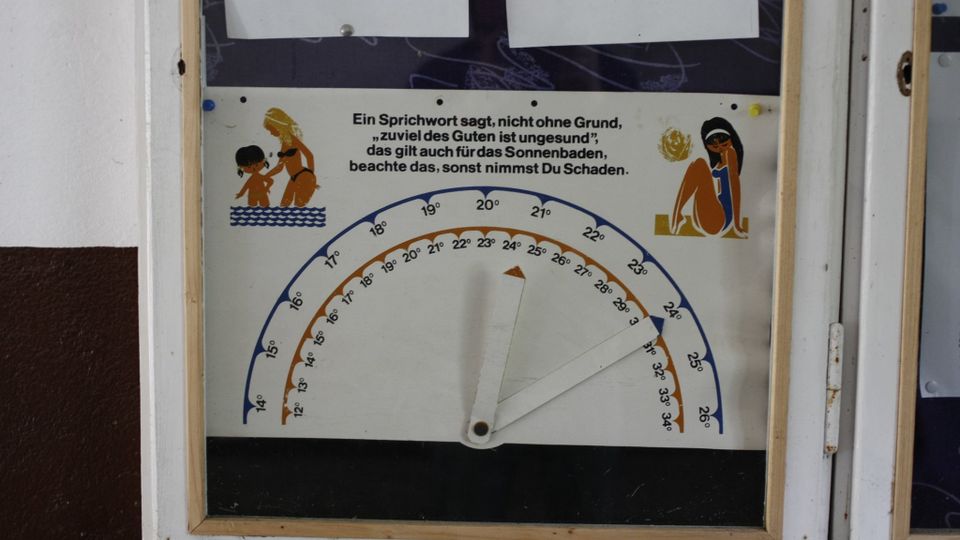 Ein Sprichwort sagt, nicht ohne Grund,
„zuviel des Guten ist ungesund”,
das gilt auch für das Sonnenbaden,
beachte das, sonst nimmst Du Schaden.
14° 15° 16° 17° 18° 19° 20° 21° 22° 23° 24° 25° 26°
12° 13° 14° 15° 16° 17° 18° 19° 20° 21° 22° 23° 24° 25° 26° 27° 28° 29° 3 31° 32° 33° 34°